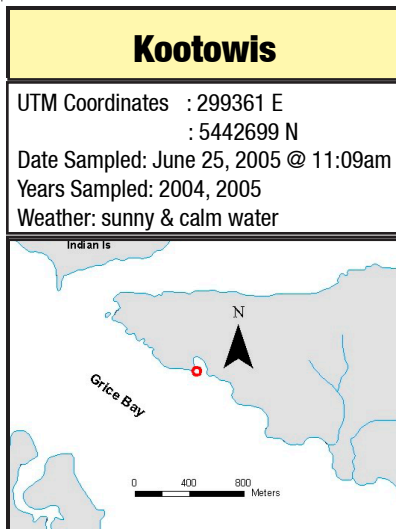 Kootowis
UTM Coordinates : 299361 E
: 5442699 N
Date Sampled: June 25, 2005 @ 11:09am
Years Sampled: 2004, 2005
Weather: sunny & calm water
Indian Is
N
Grice Bay
0 400 800
Meters